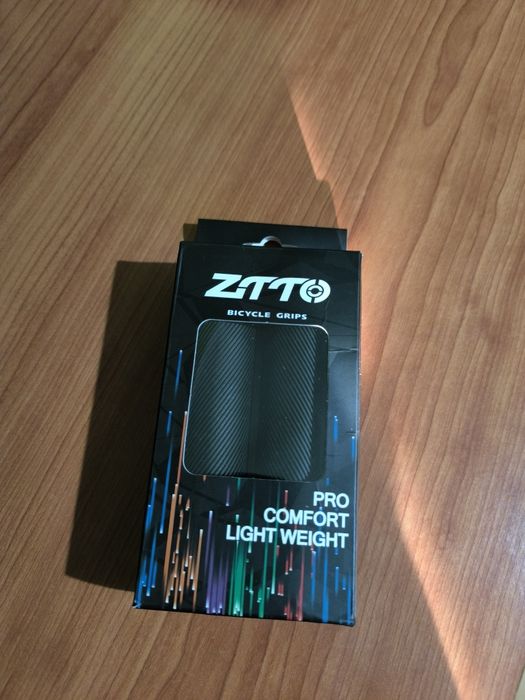 ZTTO
BICYCLE GRIPS
PRO
COMFORT
LIGHT WEIGHT